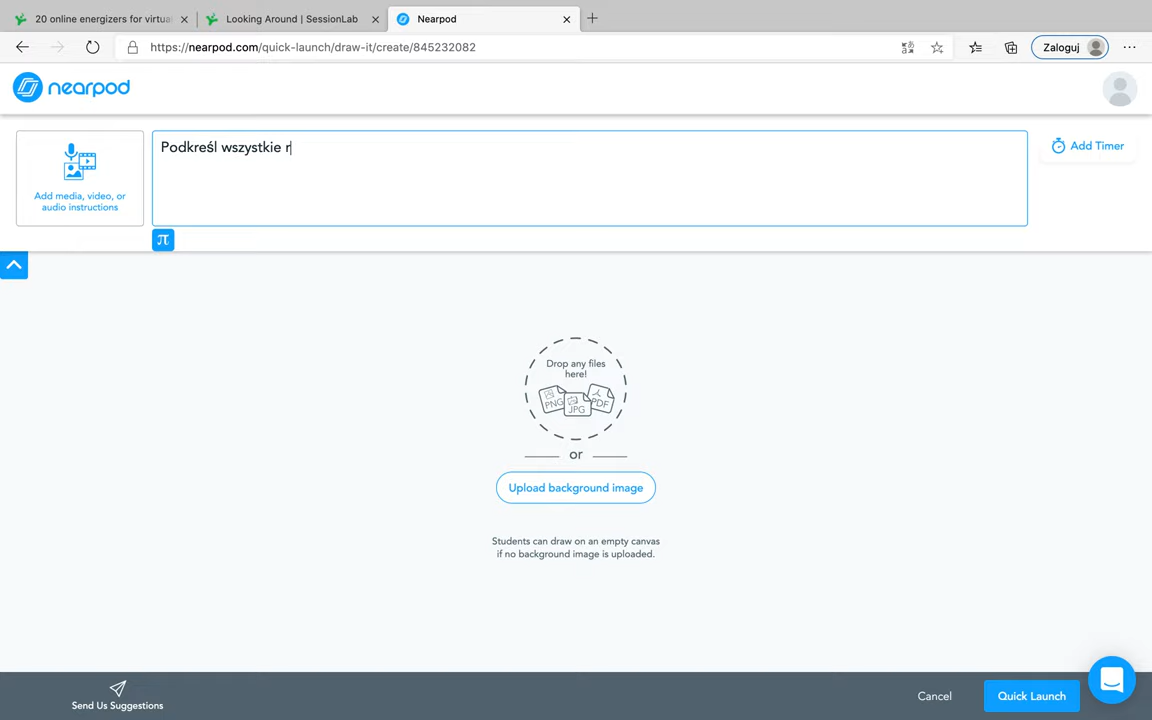 20 online energizers for virtua
Looking Around | SessionLab
Nearpod
https://nearpod.com/quick-launch/draw-it/create/845232082
Zaloguj
nearpod
Add media, video, or
audio instructions
Podkreśl wszystkie r
Add Timer
π
Drop any files
here!
PNG
JPG
PDF
or
Upload background image
Students can draw on an empty canvas
if no background image is uploaded.
Send Us Suggestions
Cancel
Quick Launch